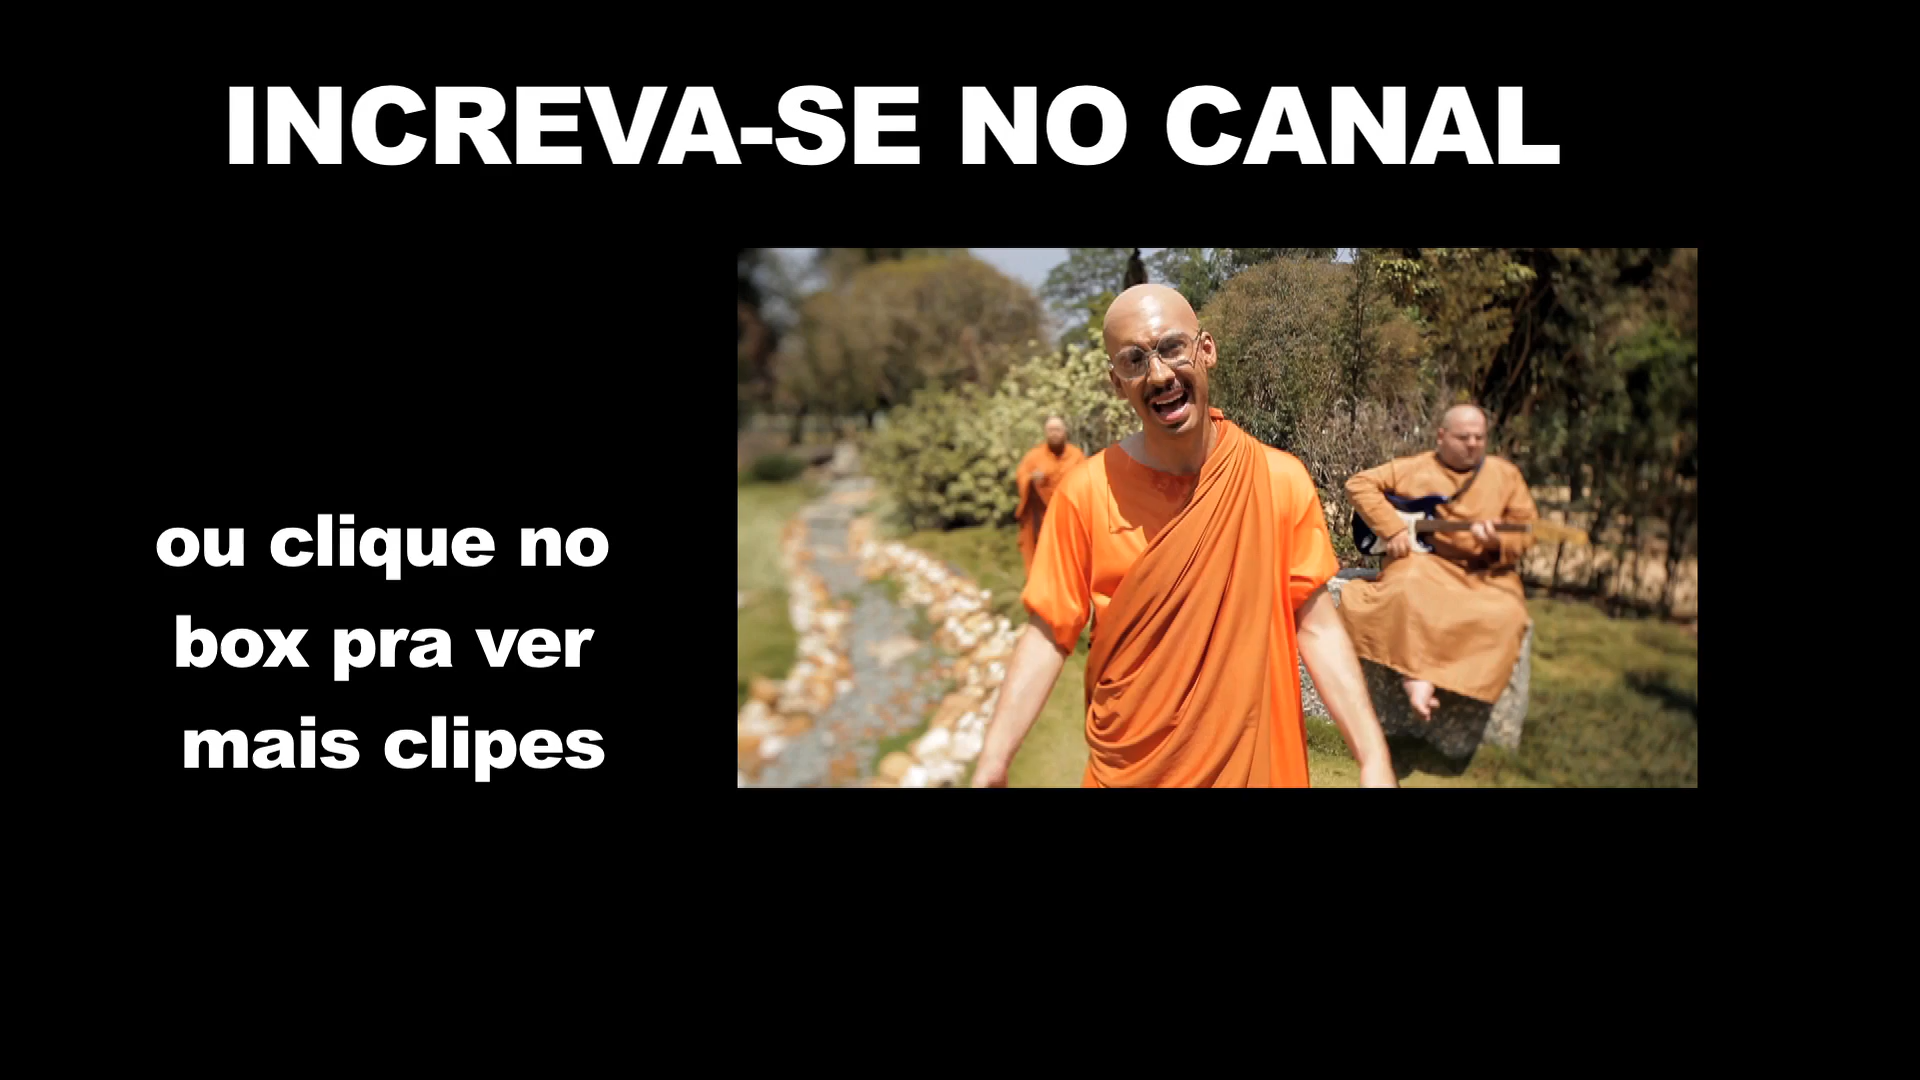 INCREVA-SE NO CANAL
ou clique no
box pra ver
mais clipes